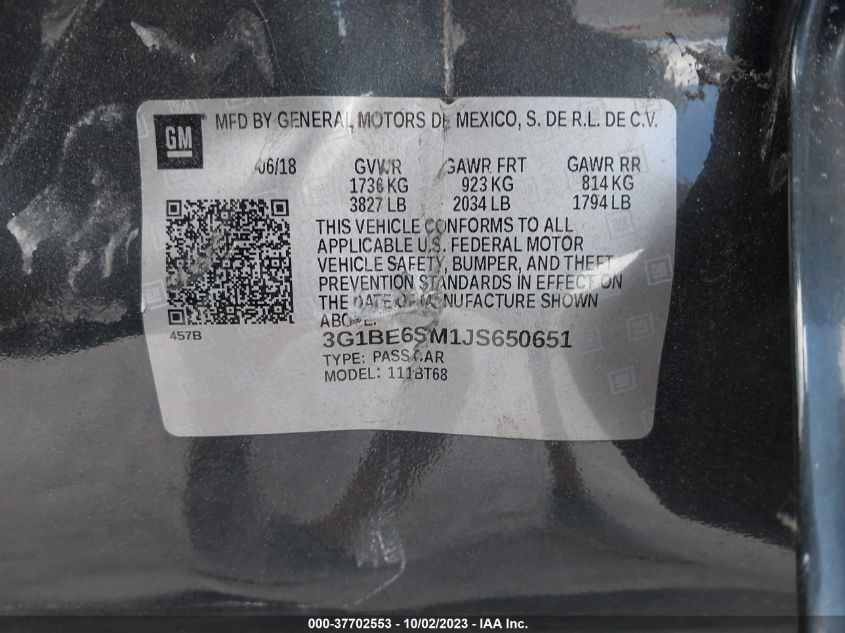 GM
MFD BY GENERAL MOTORS DE MEXICO, S. DE R.L. DE C.V.
06/18 GVWR GAWR FRT GAWR RR
1736 KG 923 KG 814 KG
3827 LB 2034 LB 1794 LB
THIS VEHICLE CONFORMS TO ALL
APPLICABLE U.S. FEDERAL MOTOR
VEHICLE SAFETY, BUMPER, AND THEFT
PREVENTION STANDARDS IN EFFECT ON
THE DATE OF MANUFACTURE SHOWN
ABOVE.
457B
3G1BE6SM1JS650651
TYPE: PASS CAR
MODEL: 111BT68
000-37702553 - 10/02/2023 - IAA Inc.